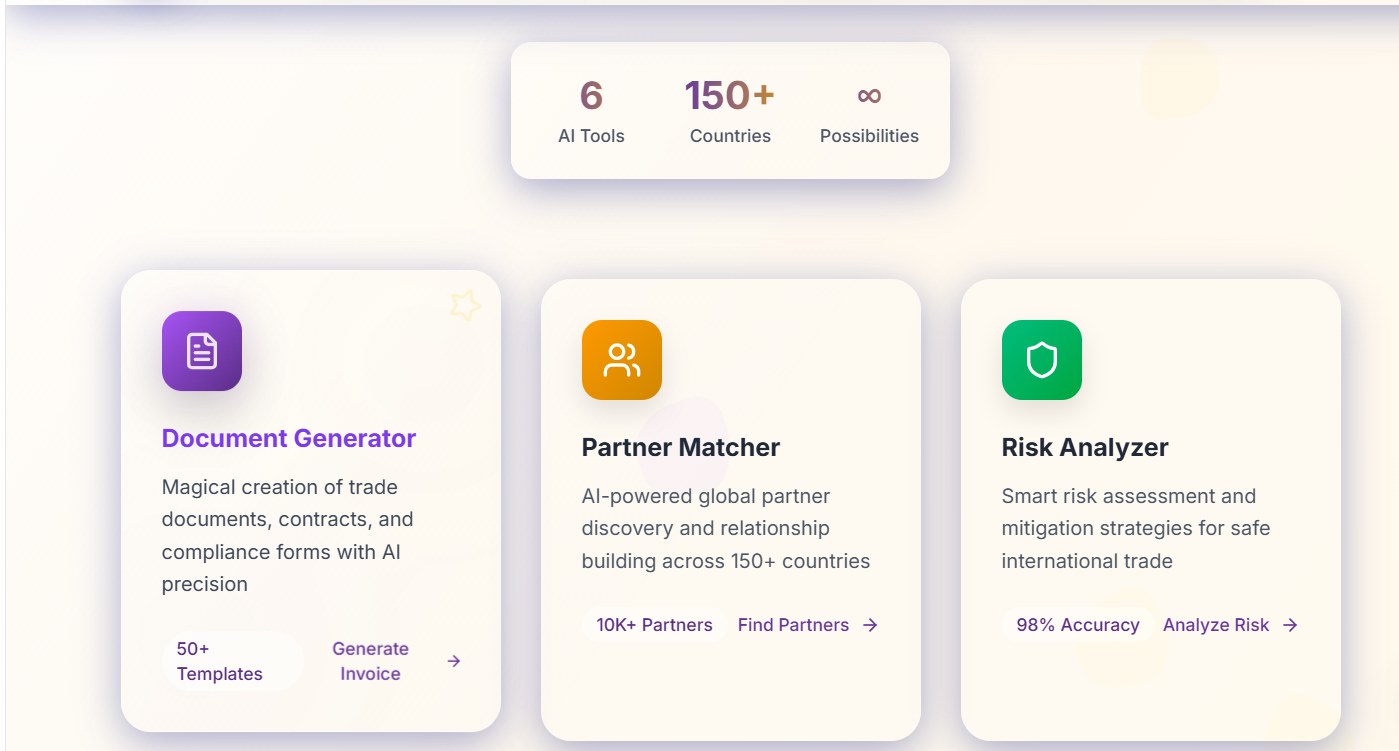 6
150+
∞
AI Tools
Countries
Possibilities
Document Generator
Magical creation of trade
documents, contracts, and
compliance forms with AI
precision
50+
Templates
Generate
Invoice
Partner Matcher
AI-powered global partner
discovery and relationship
building across 150+ countries
10K+ Partners
Find Partners →
Risk Analyzer
Smart risk assessment and
mitigation strategies for safe
international trade
98% Accuracy
Analyze Risk →